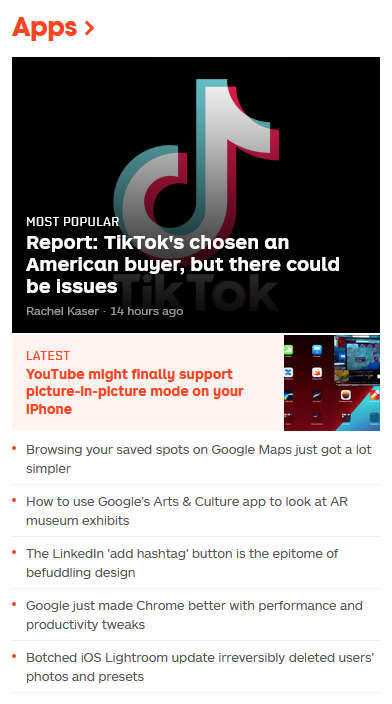 Apps >
MOST POPULAR
Report: TikTok's chosen an
American buyer, but there could
be issues
TikTok
Rachel Kaser · 14 hours ago
LATEST
YouTube might finally support
picture-in-picture mode on your
iPhone
• Browsing your saved spots on Google Maps just got a lot
simpler
• How to use Google's Arts & Culture app to look at AR
museum exhibits
• The LinkedIn 'add hashtag' button is the epitome of
befuddling design
• Google just made Chrome better with performance and
productivity tweaks
• Botched iOS Lightroom update irreversibly deleted users'
photos and presets